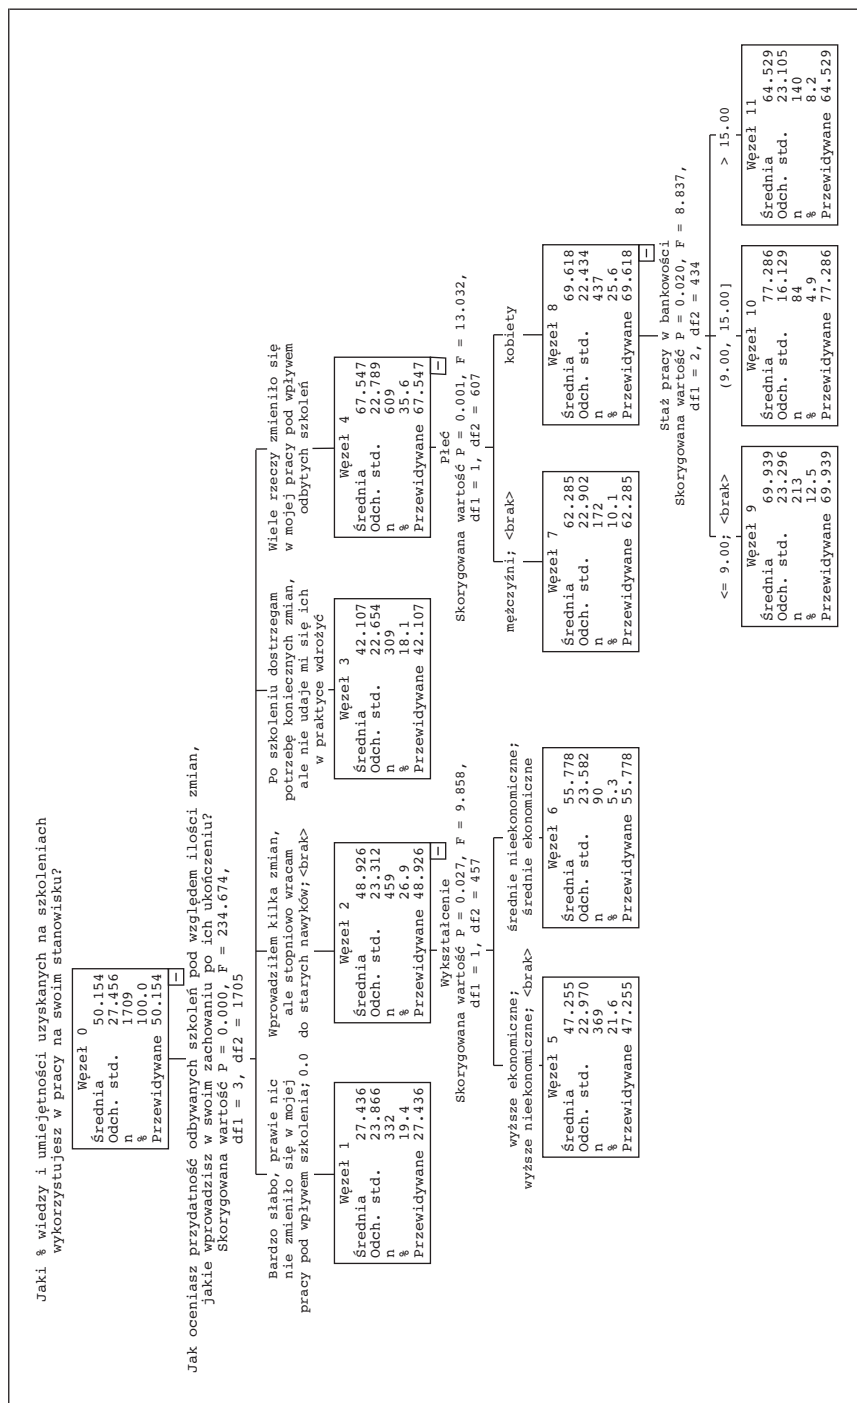 Jaki % wiedzy i umiejętności uzyskanych na szkoleniach
wykorzystujesz w pracy na swoim stanowisku?
Węzeł 0
Średnia 50.154
Odch. std. 27.456
n 1709
% 100.0
Przewidywane 50.154
Jak oceniasz przydatność odbywanych szkoleń pod względem ilości zmian,
jakie wprowadzisz w swoim zachowaniu po ich ukończeniu?
Skorygowana wartość P = 0.000, F = 234.674,
df1 = 3, df2 = 1705
Bardzo słabo, prawie nic
nie zmieniło się w mojej
pracy pod wpływem szkolenia; 0.0
Węzeł 1
Średnia 27.436
Odch. std. 23.866
n 332
% 19.4
Przewidywane 27.436
Wprowadziłem kilka zmian,
ale stopniowo wracam
do starych nawyków; <brak>
Węzeł 2
Średnia 48.926
Odch. std. 23.312
n 459
% 26.9
Przewidywane 48.926
Po szkoleniu dostrzegam
potrzebę koniecznych zmian,
ale nie udaje mi się ich
w praktyce wdrożyć
Węzeł 3
Średnia 42.107
Odch. std. 22.654
n 309
% 18.1
Przewidywane 42.107
Wiele rzeczy zmieniło się
w mojej pracy pod wpływem
odbytych szkoleń
Węzeł 4
Średnia 67.547
Odch. std. 22.789
n 609
% 35.6
Przewidywane 67.547
Wykształcenie
Skorygowana wartość P = 0.027, F = 9.858,
df1 = 1, df2 = 457
wyższe ekonomiczne;
wyższe nieekonomiczne; <brak>
Węzeł 5
Średnia 47.255
Odch. std. 22.970
n 369
% 21.6
Przewidywane 47.255
średnie nieekonomiczne;
średnie ekonomiczne
Węzeł 6
Średnia 55.778
Odch. std. 23.582
n 90
% 5.3
Przewidywane 55.778
Płeć
Skorygowana wartość P = 0.001, F = 13.032,
df1 = 1, df2 = 607
mężczyźni; <brak>
Węzeł 7
Średnia 62.285
Odch. std. 22.902
n 172
% 10.1
Przewidywane 62.285
kobiety
Węzeł 8
Średnia 69.618
Odch. std. 22.434
n 437
% 25.6
Przewidywane 69.618
Staż pracy w bankowości
Skorygowana wartość P = 0.020, F = 8.837,
df1 = 2, df2 = 434
<= 9.00; <brak>
Węzeł 9
Średnia 69.939
Odch. std. 23.296
n 213
% 12.5
Przewidywane 69.939
(9.00, 15.00]
Węzeł 10
Średnia 77.286
Odch. std. 16.129
n 84
% 4.9
Przewidywane 77.286
> 15.00
Węzeł 11
Średnia 64.529
Odch. std. 23.105
n 140
% 8.2
Przewidywane 64.529